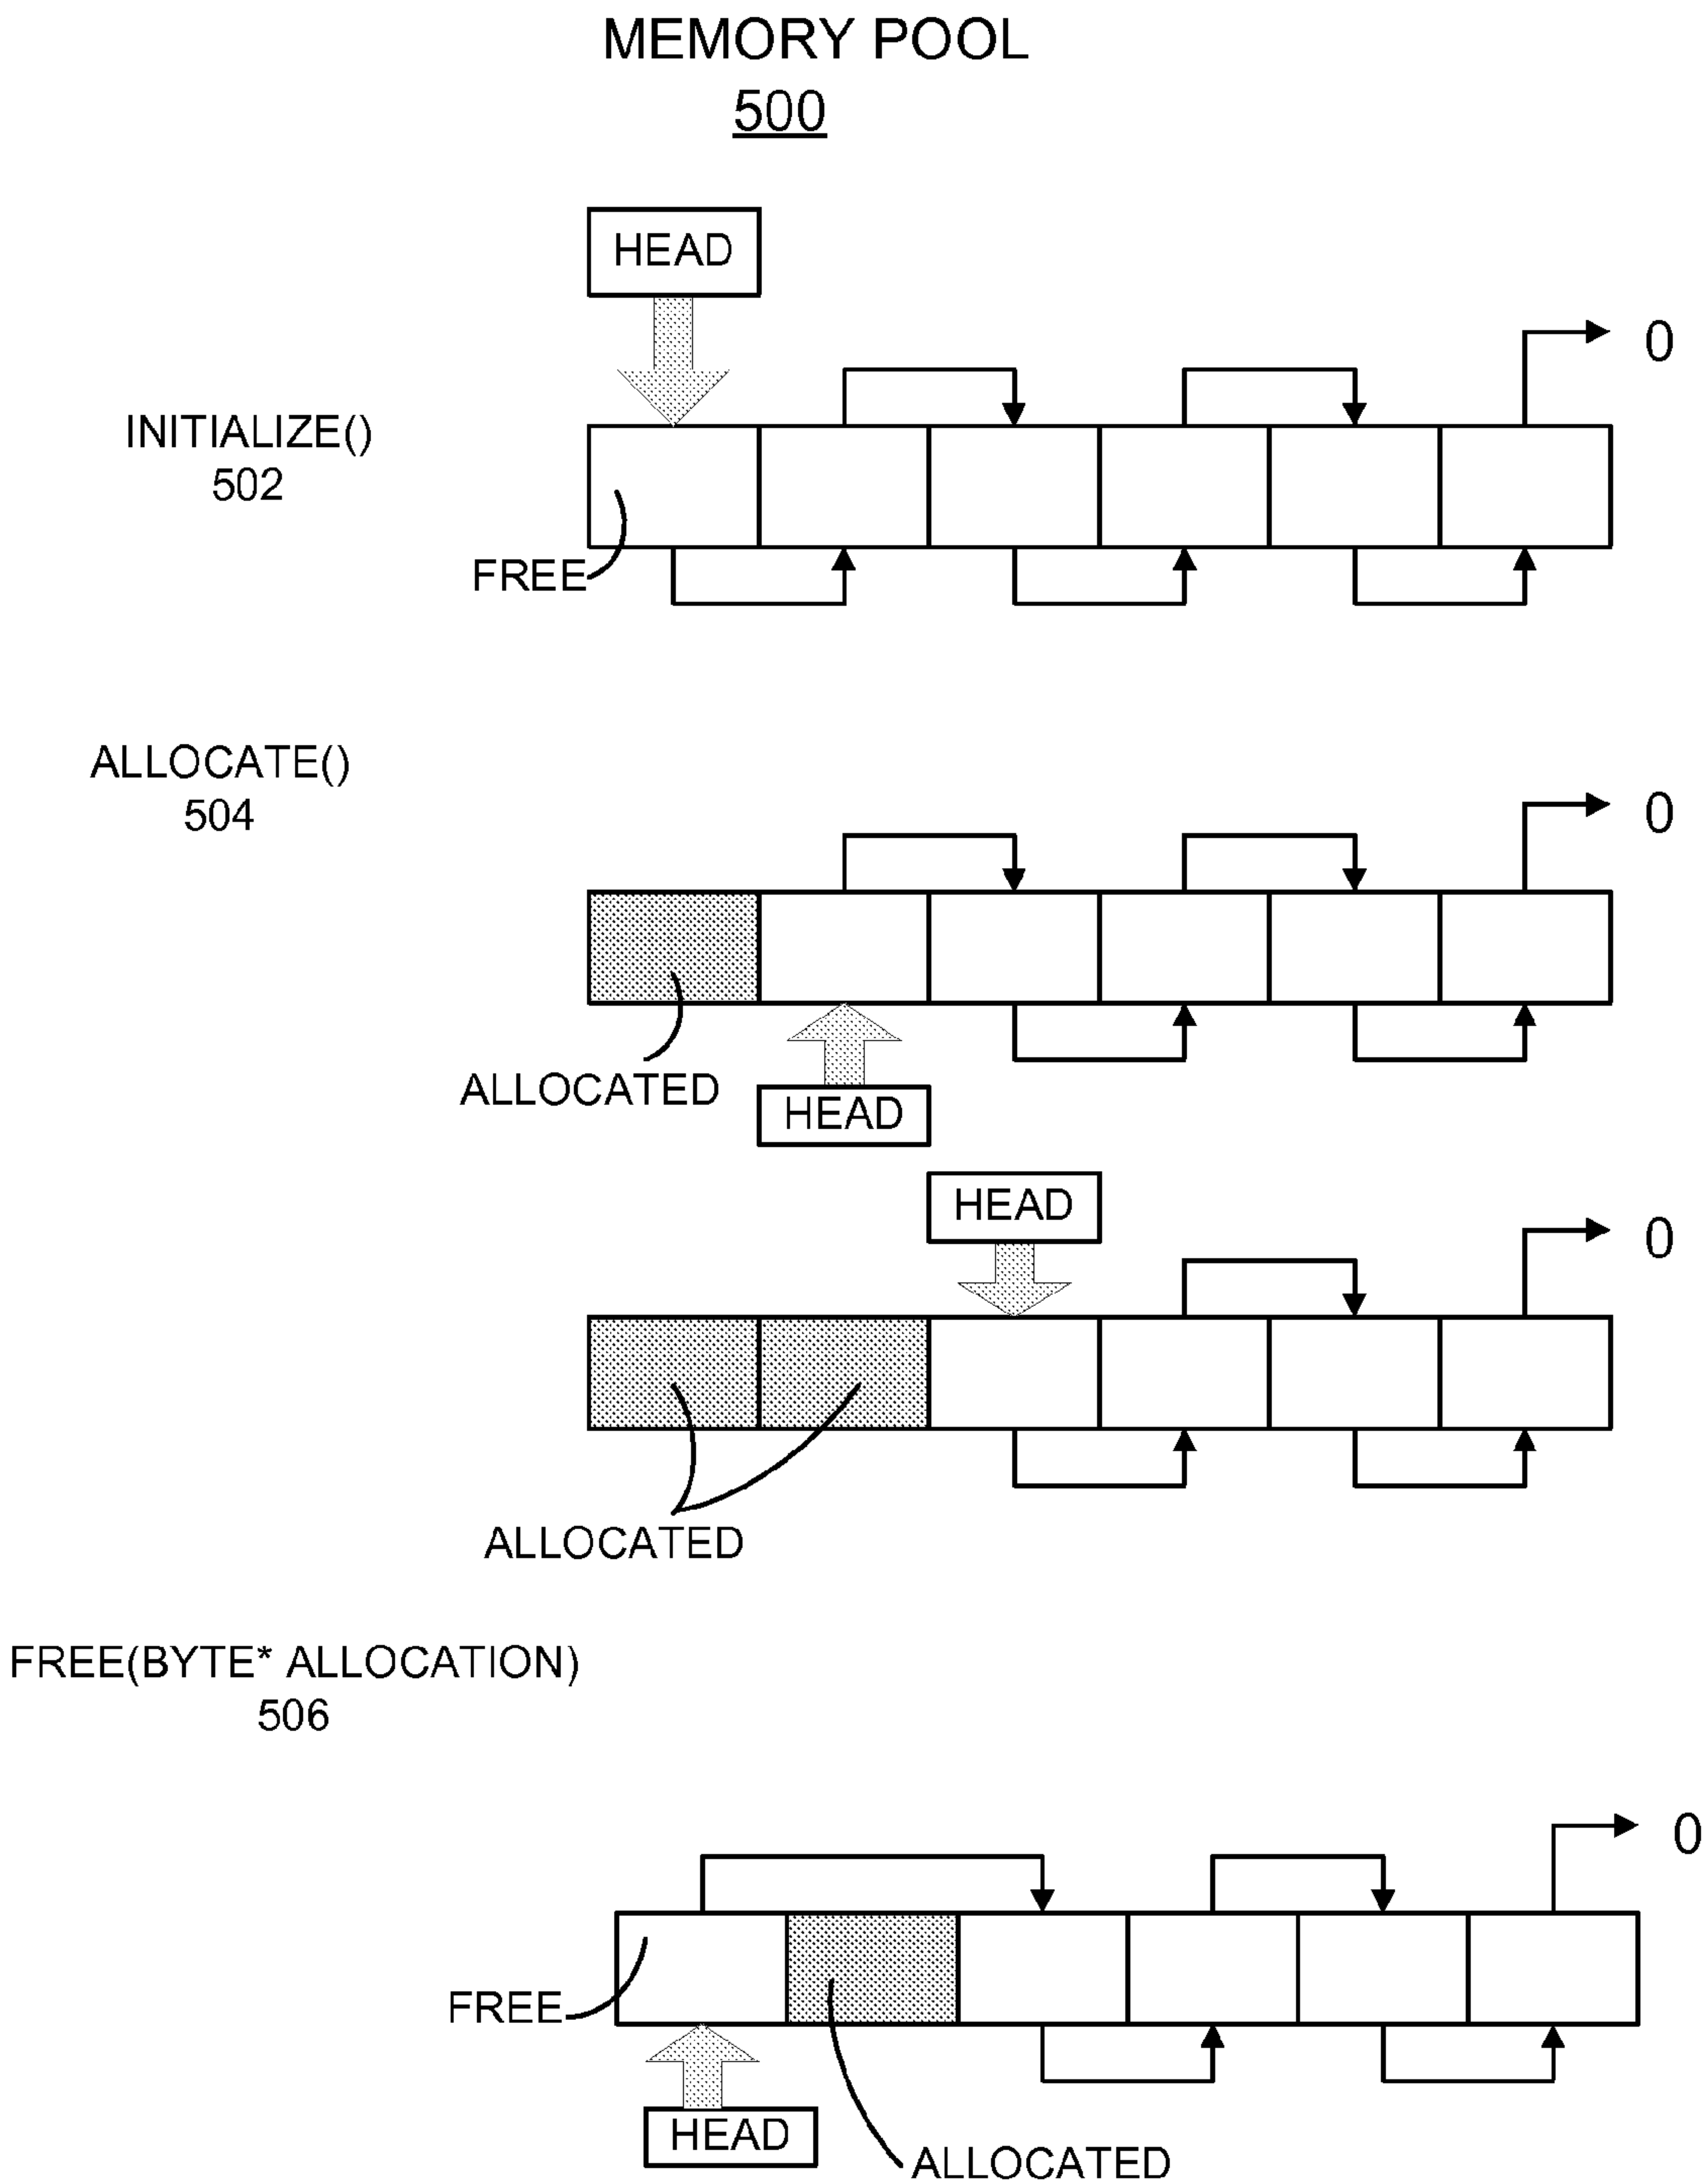 MEMORY POOL
500
HEAD
0
INITIALIZE()
502
FREE
ALLOCATE()
504
0
ALLOCATED
HEAD
HEAD
0
ALLOCATED
FREE(BYTE* ALLOCATION)
506
0
FREE
HEAD
ALLOCATED